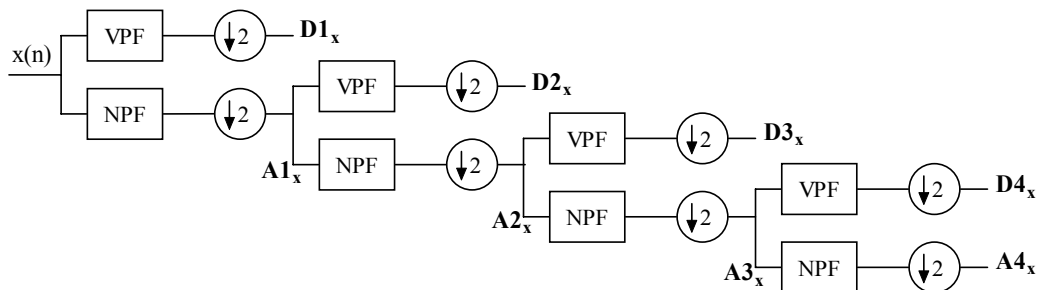 VPF ↓2 D1x
x(n)
NPF ↓2 VPF ↓2 D2x
A1x NPF ↓2 VPF ↓2 D3x
A2x NPF ↓2 VPF ↓2 D4x
A3x NPF ↓2 A4x